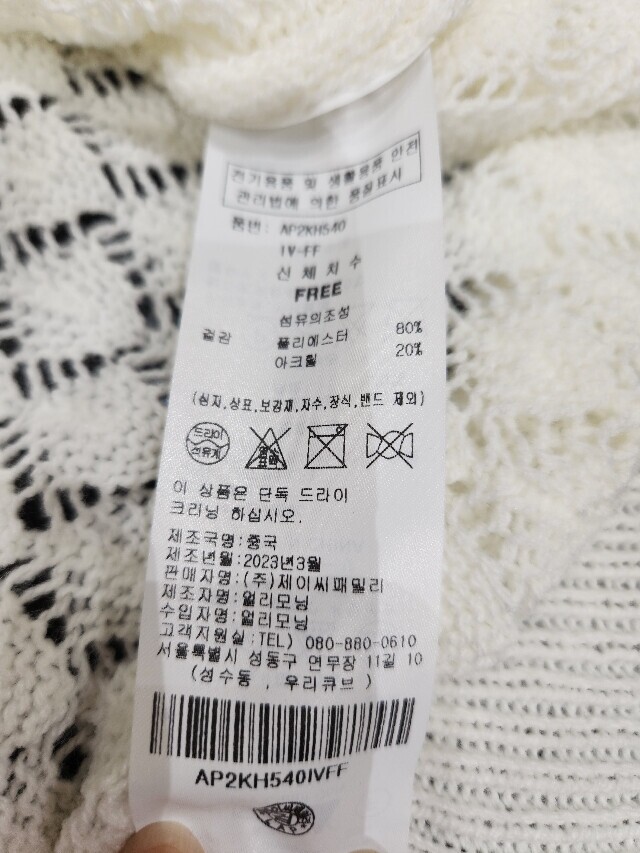 전기용품 및 생활용품 안전
관리법에 의한 품질표시
품번: AP2KH540
IV-FF
신체치수
FREE
섬유의조성
겉감 폴리에스터 80%
아크릴 20%
(심지,상표,보강재,자수,장식,밴드 제외)
드라이
석유계
염소
표백
이 상품은 단독 드라이
크리닝 하십시오.
제조국명:중국
제조년월:2023년3월
판매자명:(주)제이씨패밀리
제조자명:얼리모닝
수입자명:얼리모닝
고객지원실:TEL) 080-880-0610
서울특별시 성동구 연무장 11길 10
(성수동 , 우리큐브 )
AP2KH540IVFF